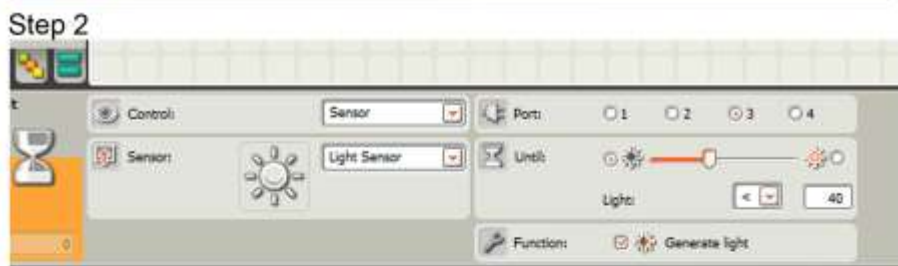 Step 2
t
Control: Sensor
Port: 1 2 3 4
Sensor: Light Sensor
Until:
Light: < 40
0
Function: Generate light